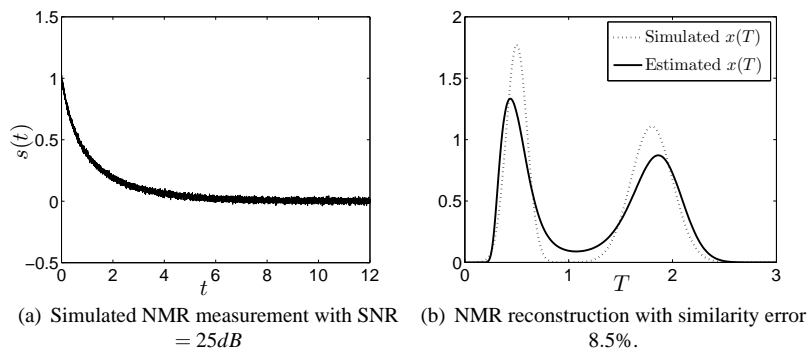 1.5
1
0.5
0
−0.5
s(t)
0 2 4 6 8 10 12
t
2
1.5
1
0.5
0
0 1 2 3
T
Simulated x(T)
Estimated x(T)
(a) Simulated NMR measurement with SNR
= 25dB
(b) NMR reconstruction with similarity error
8.5%.